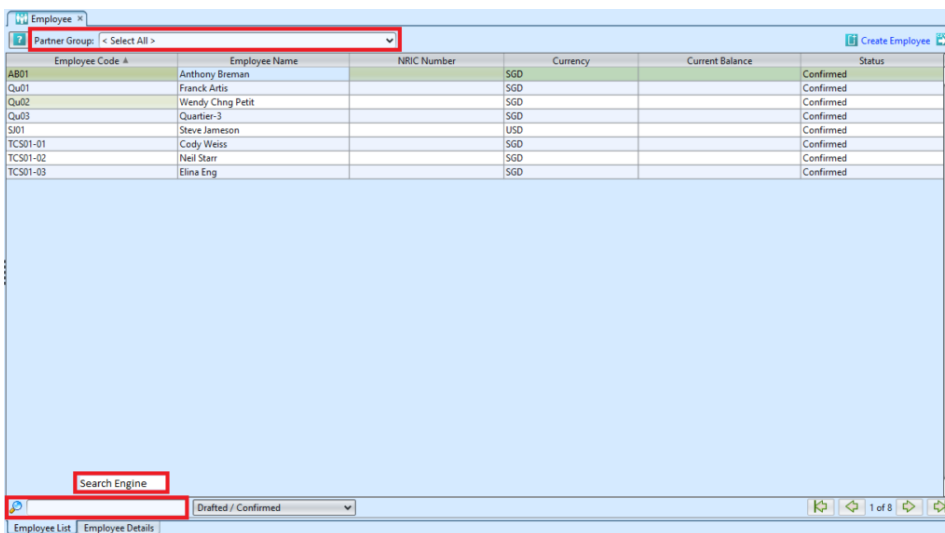 Employee ×
? Partner Group: < Select All > Create Employee
Employee Code Employee Name NRIC Number Currency Current Balance Status
AB01 Anthony Breman SGD Confirmed
Qu01 Franck Artis SGD Confirmed
Qu02 Wendy Chng Petit SGD Confirmed
Qu03 Quartier-3 SGD Confirmed
SJ01 Steve Jameson USD Confirmed
TCS01-01 Cody Weiss SGD Confirmed
TCS01-02 Neil Starr SGD Confirmed
TCS01-03 Elina Eng SGD Confirmed
Search Engine
Drafted / Confirmed 1 of 8
Employee List Employee Details